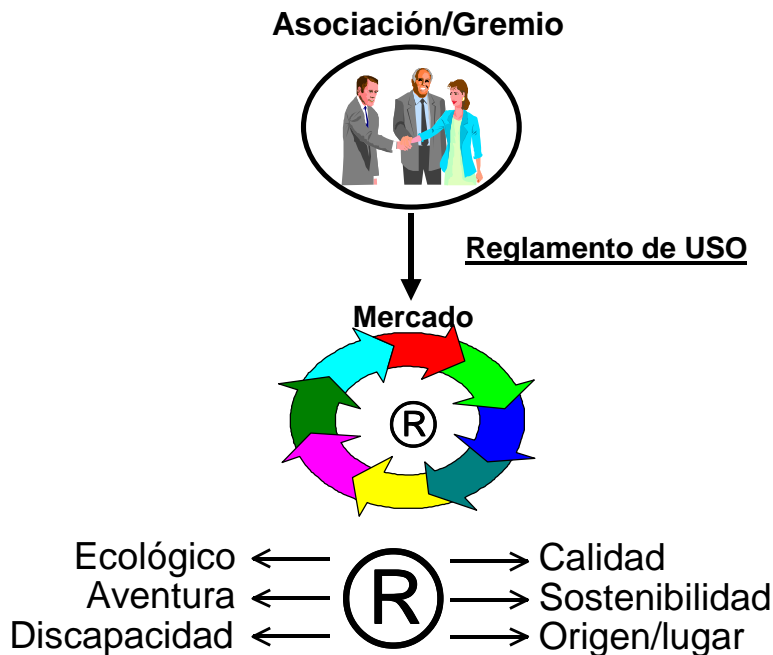 Asociación/Gremio
Reglamento de USO
Mercado
®
Ecológico ® Calidad
Aventura Sostenibilidad
Discapacidad Origen/lugar